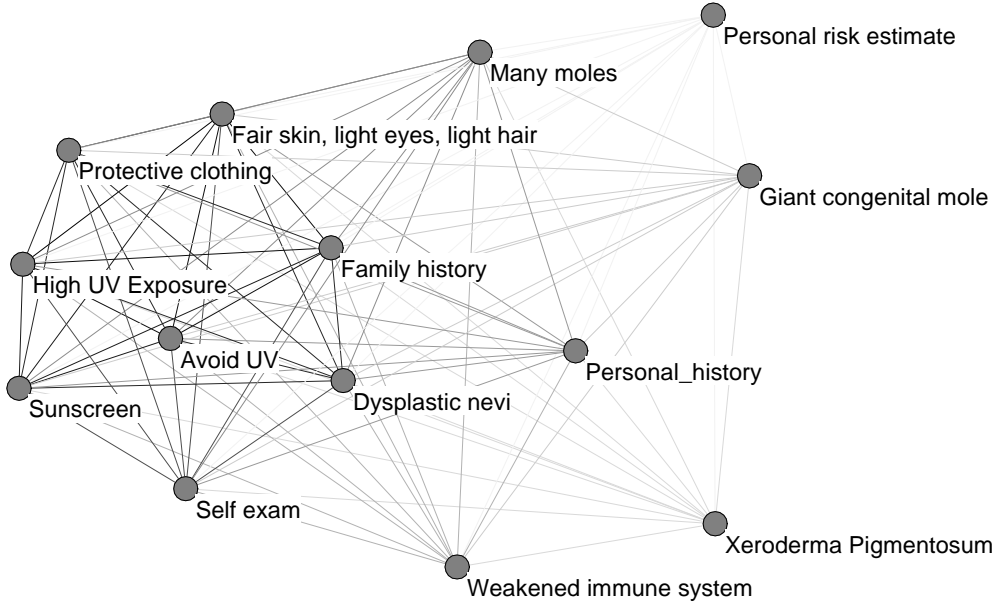 Personal risk estimate
Many moles
Fair skin, light eyes, light hair
Protective clothing
Giant congenital mole
Family history
High UV Exposure
Avoid UV
Personal_history
Sunscreen
Dysplastic nevi
Self exam
Xeroderma Pigmentosum
Weakened immune system